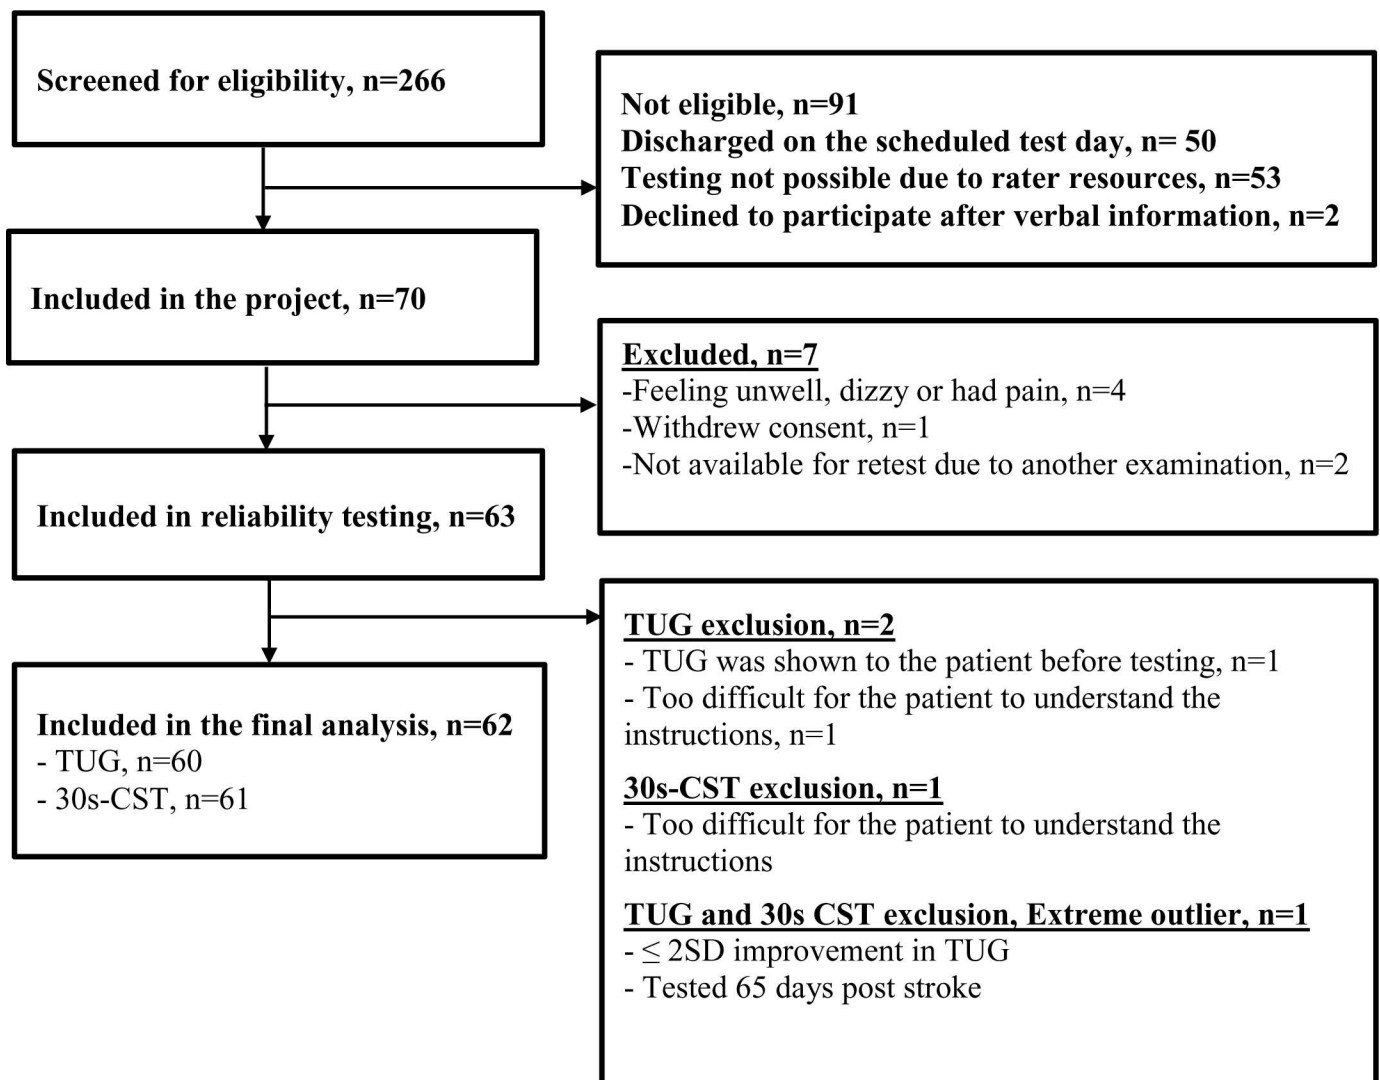 Screened for eligibility, n=266
Not eligible, n=91
Discharged on the scheduled test day, n= 50
Testing not possible due to rater resources, n=53
Declined to participate after verbal information, n=2
Included in the project, n=70
Excluded, n=7
-Feeling unwell, dizzy or had pain, n=4
-Withdrew consent, n=1
-Not available for retest due to another examination, n=2
Included in reliability testing, n=63
TUG exclusion, n=2
- TUG was shown to the patient before testing, n=1
- Too difficult for the patient to understand the
instructions, n=1
30s-CST exclusion, n=1
- Too difficult for the patient to understand the
instructions
TUG and 30s CST exclusion, Extreme outlier, n=1
- ≤ 2SD improvement in TUG
- Tested 65 days post stroke
Included in the final analysis, n=62
- TUG, n=60
- 30s-CST, n=61